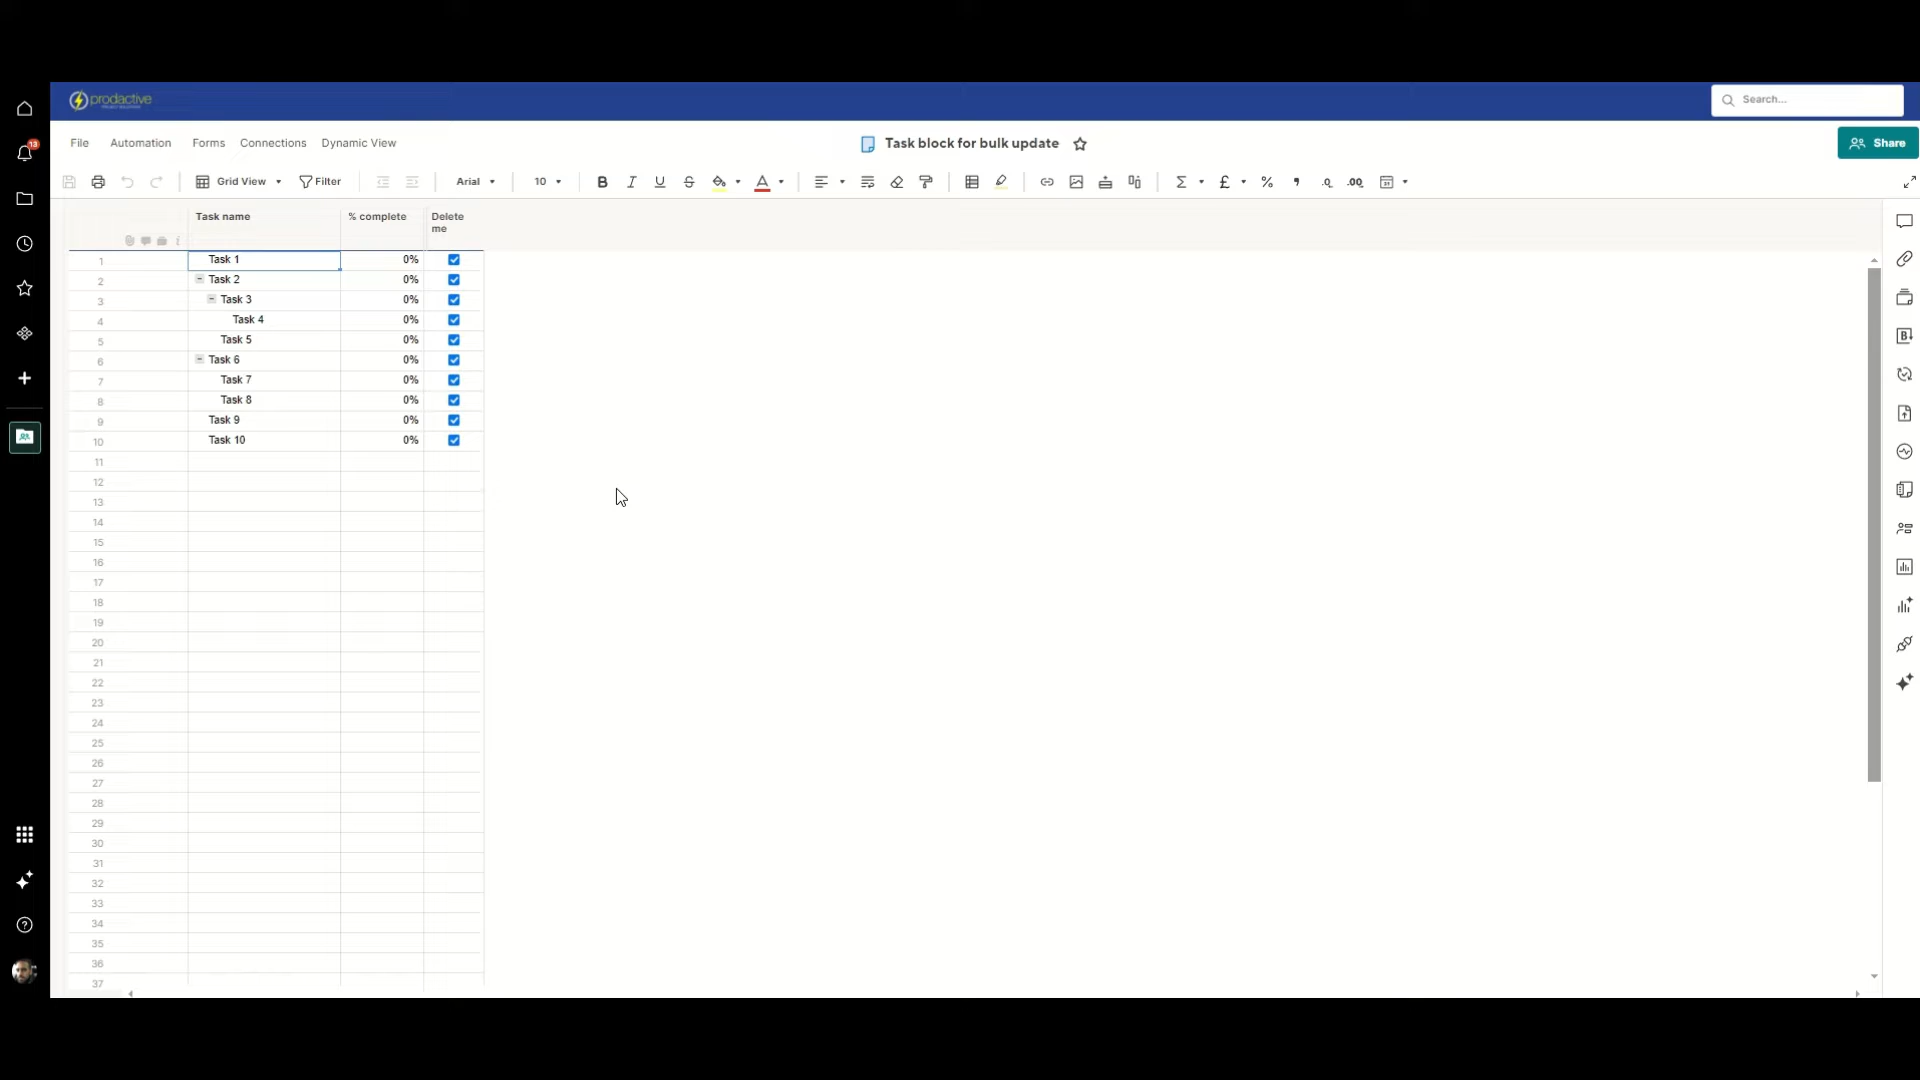 prodactive
Search...
File Automation Forms Connections Dynamic View
Task block for bulk update
Share
13
Grid View Filter Arial 10 B I U S A Σ £ % , .0 .00
Task name % complete Delete me
1 Task 1 0%
2 Task 2 0%
3 Task 3 0%
4 Task 4 0%
5 Task 5 0%
6 Task 6 0%
7 Task 7 0%
8 Task 8 0%
9 Task 9 0%
10 Task 10 0%
11
12
13
14
15
16
17
18
19
20
21
22
23
24
25
26
27
28
29
30
31
32
33
34
35
36
37